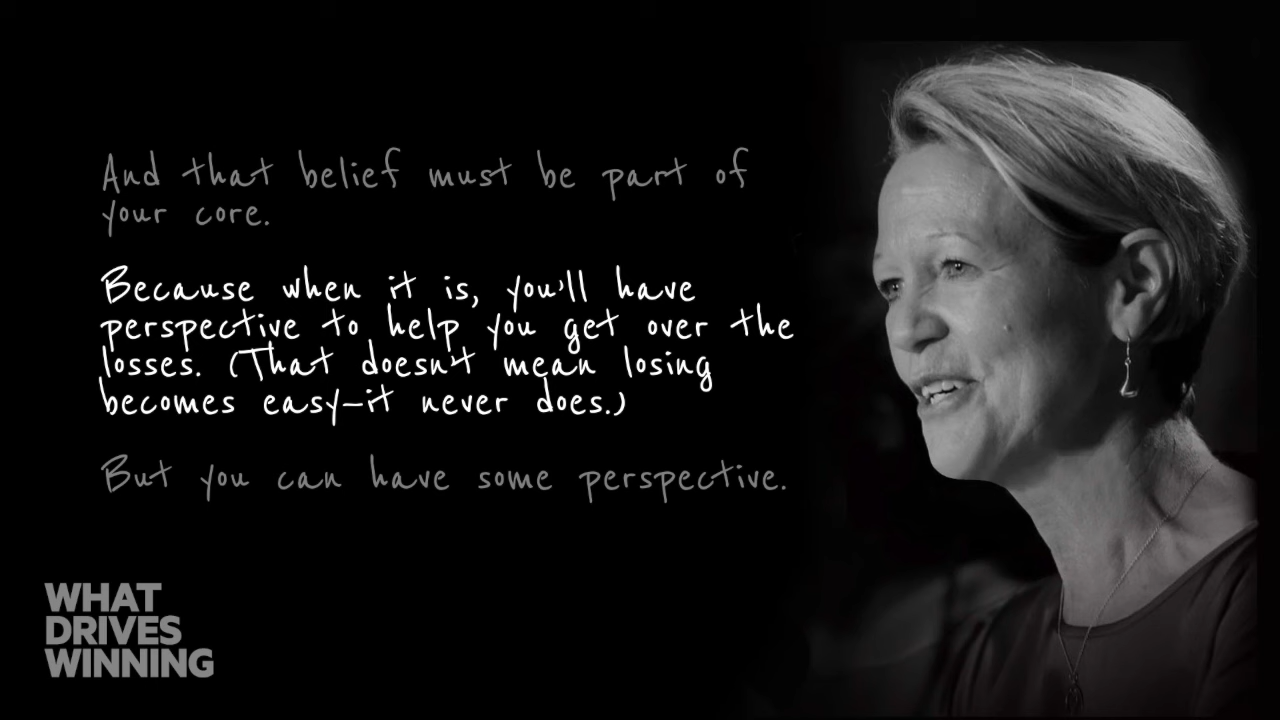 And that belief must be part of
your core.
Because when it is, you'll have
perspective to help you get over the
losses. (That doesn't mean losing
becomes easy—it never does.)
But you can have some perspective.
WHAT
DRIVES
WINNING